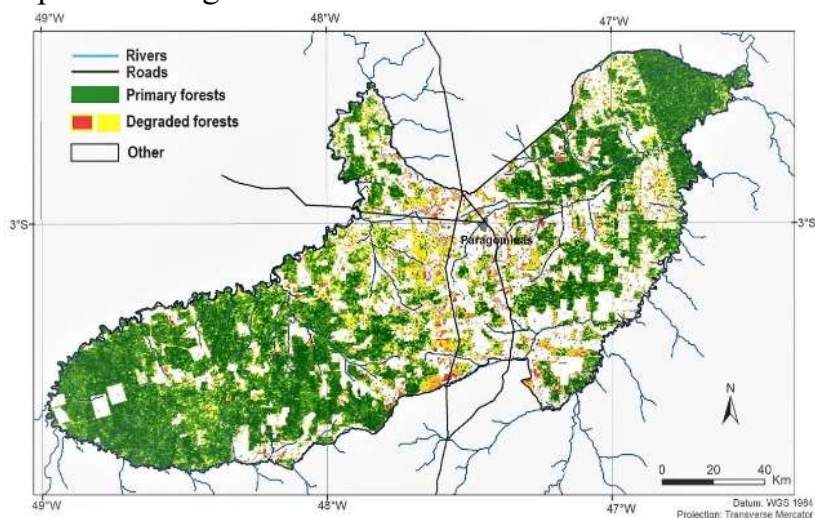 49°W
48°W
47°W
Rivers
Roads
Primary forests
Degraded forests
Other
3°S
3°S
Paragominas
N
0 20 40
Km
49°W
48°W
47°W
Datum: WGS 1984
Projection: Transverse Mercator